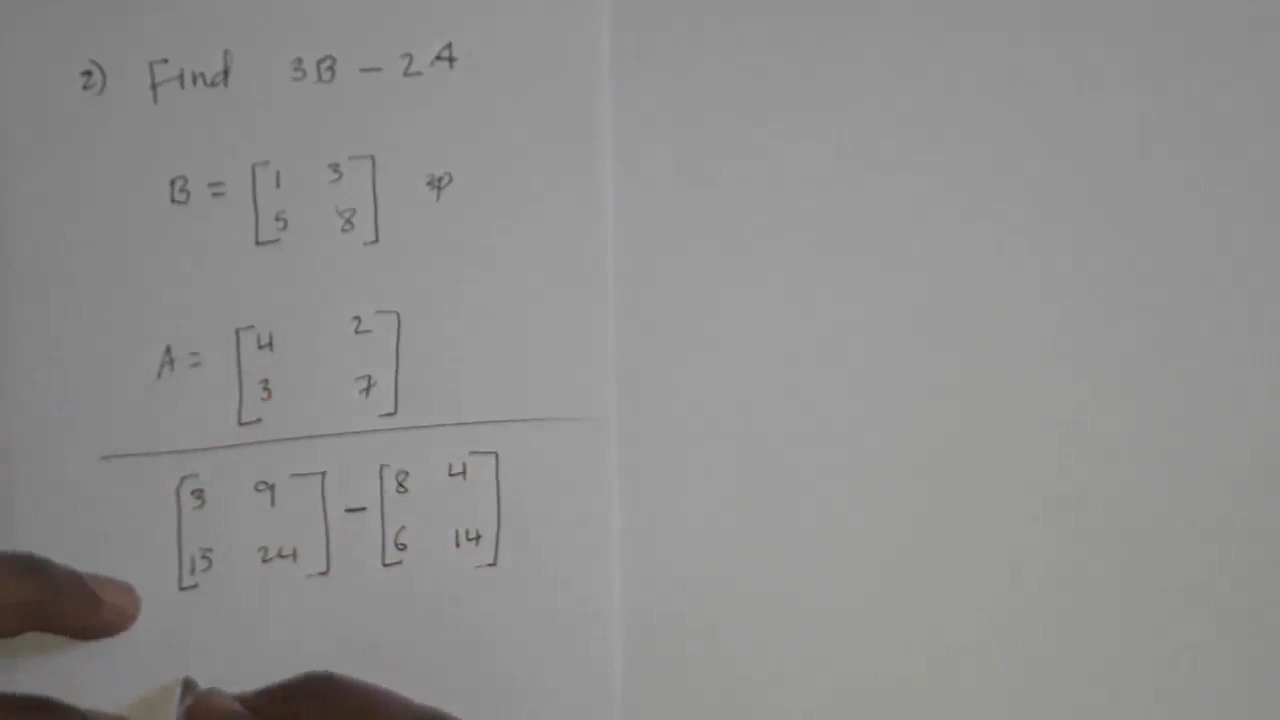 2) Find 3B - 2A
B = [1 3
5 8]
A = [4 2
3 7]
[3 9
15 24] - [8 4
6 14]